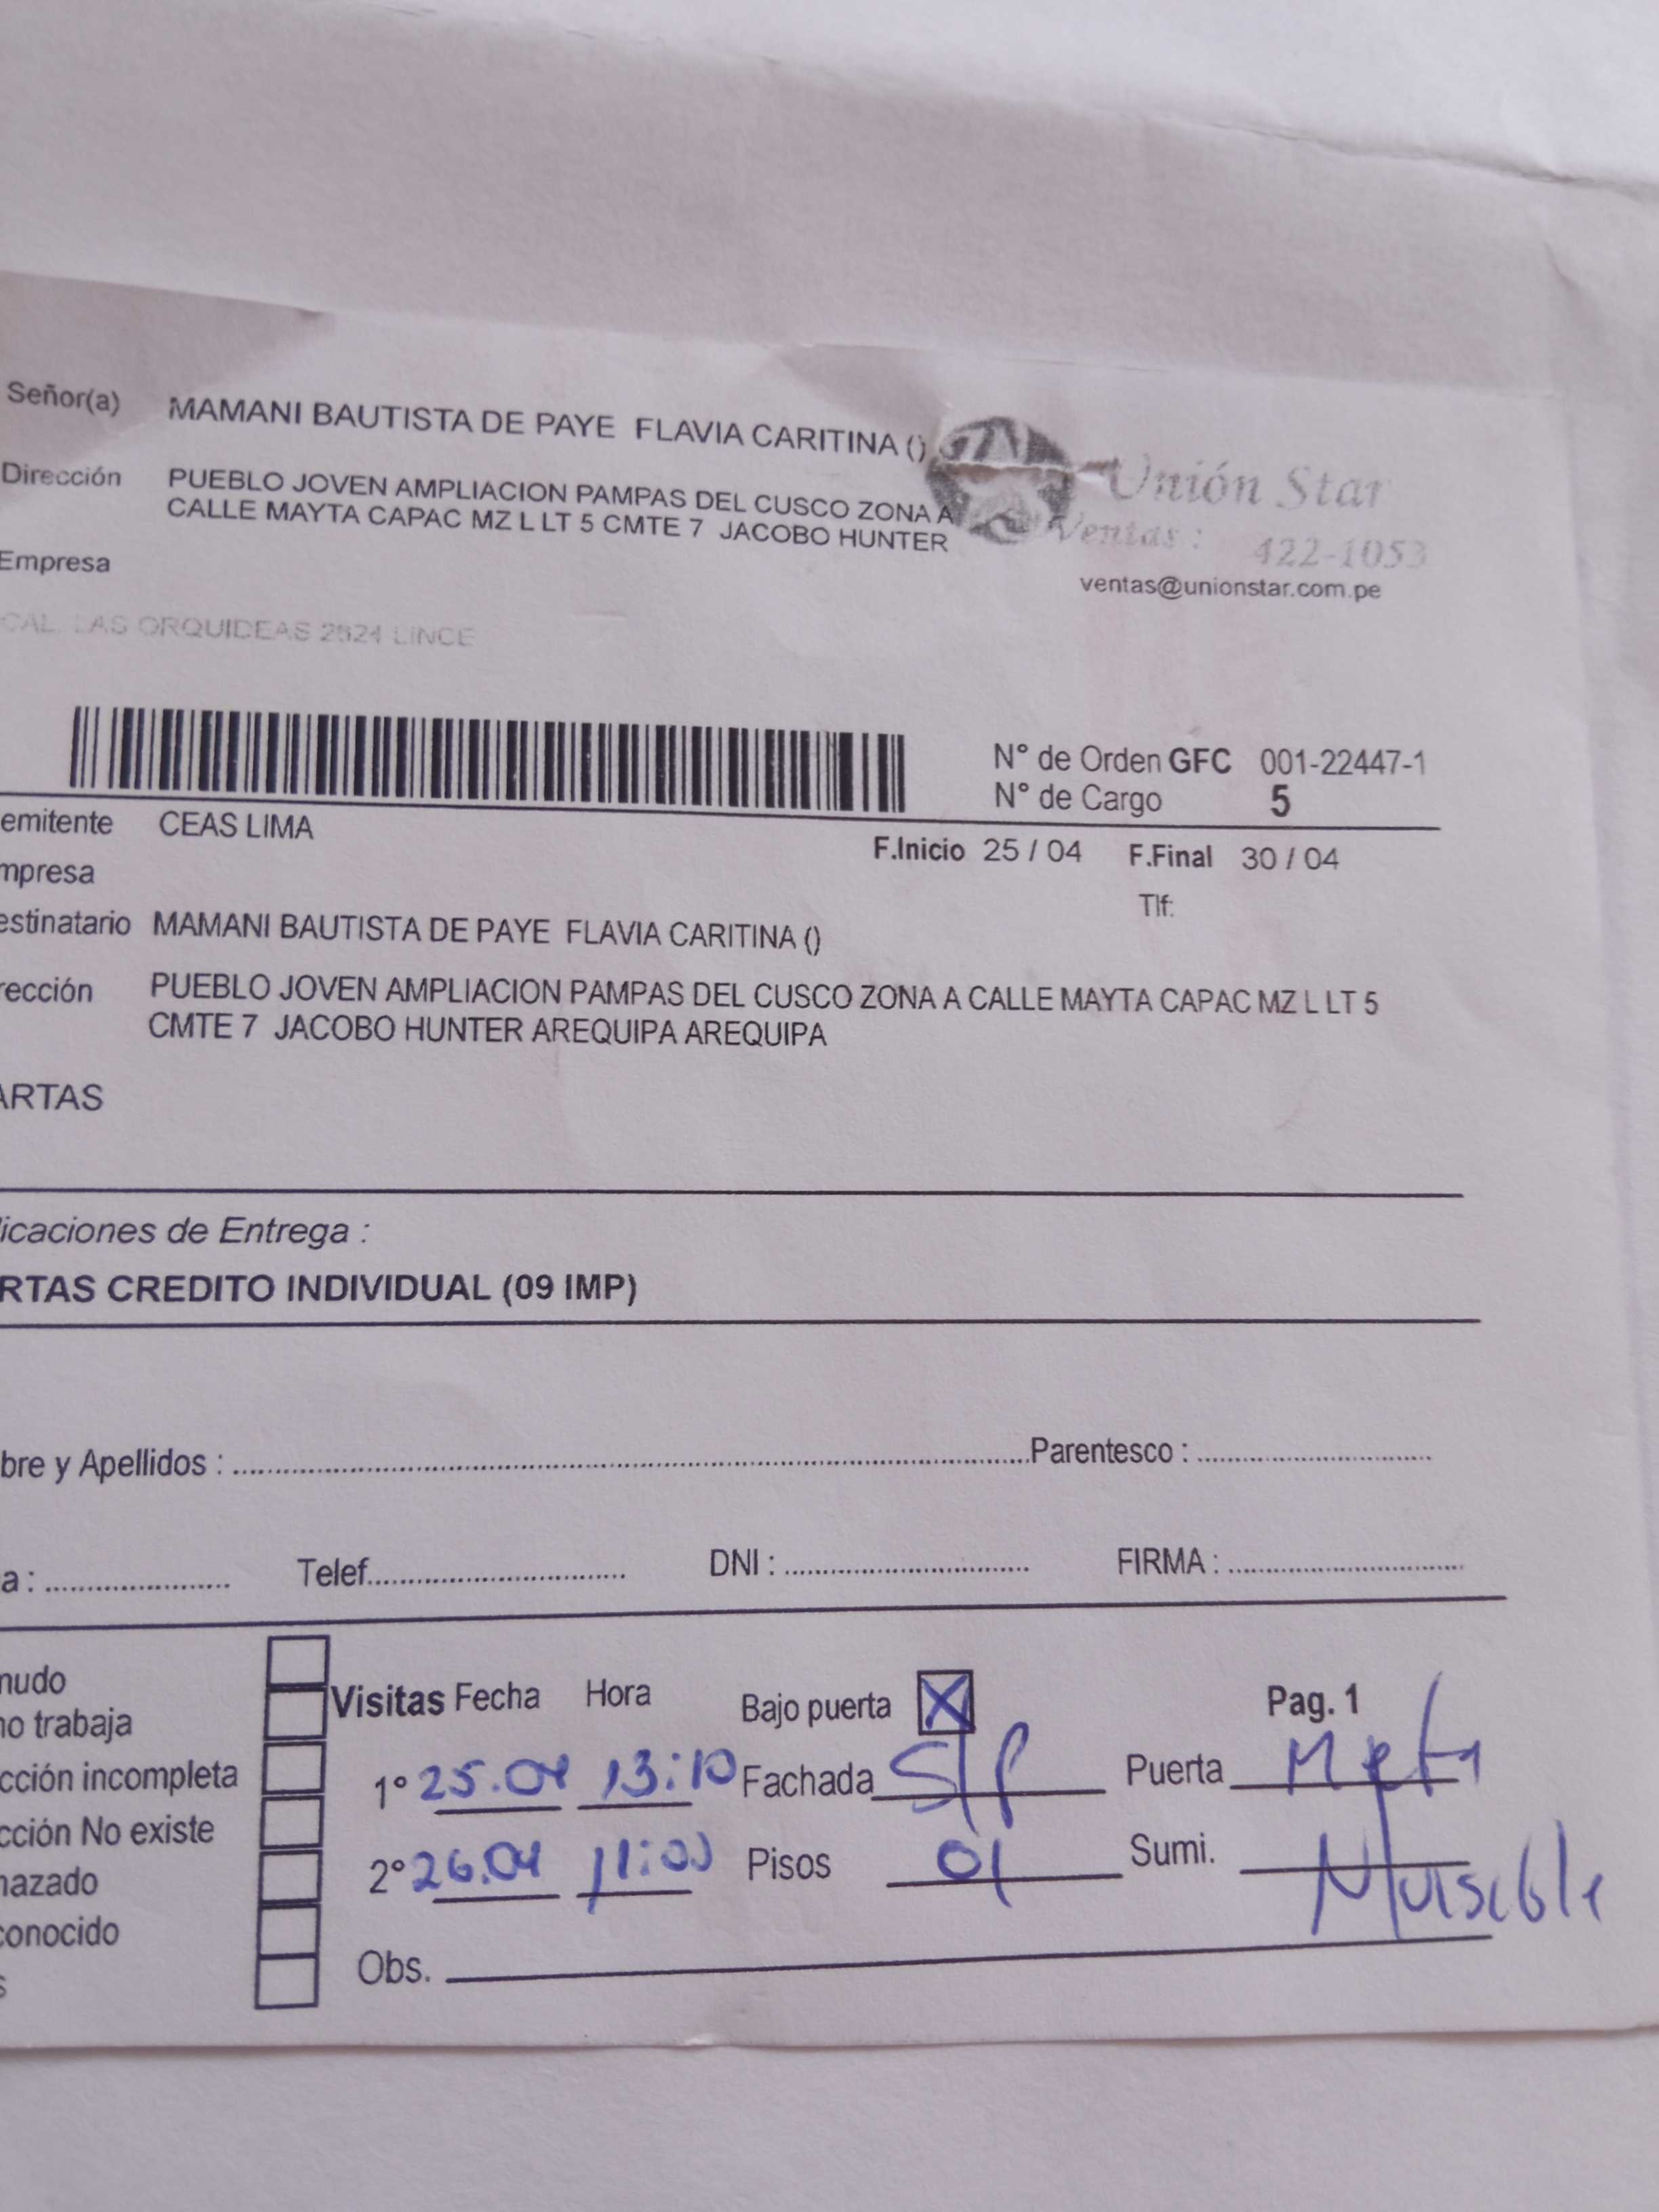 Señor(a) MAMANI BAUTISTA DE PAYE FLAVIA CARITINA ()
Dirección PUEBLO JOVEN AMPLIACION PAMPAS DEL CUSCO ZONA A
CALLE MAYTA CAPAC MZ L LT 5 CMTE 7 JACOBO HUNTER
Unión Star
Ventas : 422-1053
ventas@unionstar.com.pe
Empresa
CAL. LAS ORQUIDEAS 2624 LINCE
N° de Orden GFC 001-22447-1
N° de Cargo 5
emitente CEAS LIMA
F.Inicio 25 / 04 F.Final 30 / 04
mpresa
Tlf:
estinatario MAMANI BAUTISTA DE PAYE FLAVIA CARITINA ()
rección PUEBLO JOVEN AMPLIACION PAMPAS DEL CUSCO ZONA A CALLE MAYTA CAPAC MZ L LT 5
CMTE 7 JACOBO HUNTER AREQUIPA AREQUIPA
ARTAS
icaciones de Entrega :
RTAS CREDITO INDIVIDUAL (09 IMP)
bre y Apellidos : Parentesco :
a : Telef. DNI : FIRMA :
mudo
no trabaja
cción incompleta
cción No existe
hazado
conocido
s
Visitas Fecha Hora Bajo puerta X Pag. 1
1° 25.04 13:10 Fachada S/P Puerta
2° 26.04 11:00 Pisos 01 Sumi.
Obs.